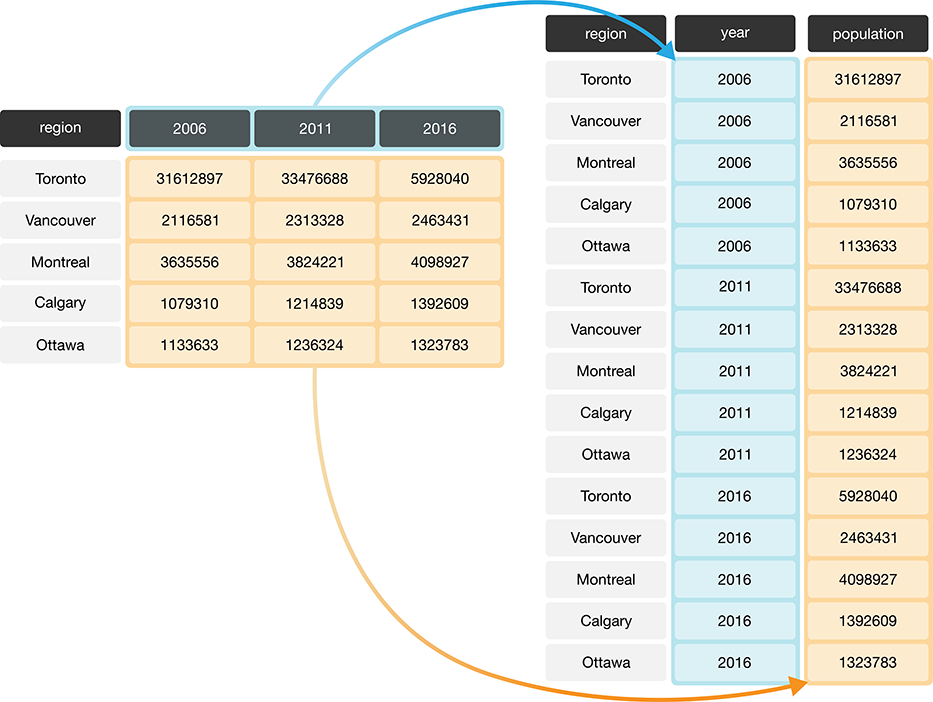 region 2006 2011 2016
Toronto 31612897 33476688 5928040
Vancouver 2116581 2313328 2463431
Montreal 3635556 3824221 4098927
Calgary 1079310 1214839 1392609
Ottawa 1133633 1236324 1323783
region year population
Toronto 2006 31612897
Vancouver 2006 2116581
Montreal 2006 3635556
Calgary 2006 1079310
Ottawa 2006 1133633
Toronto 2011 33476688
Vancouver 2011 2313328
Montreal 2011 3824221
Calgary 2011 1214839
Ottawa 2011 1236324
Toronto 2016 5928040
Vancouver 2016 2463431
Montreal 2016 4098927
Calgary 2016 1392609
Ottawa 2016 1323783